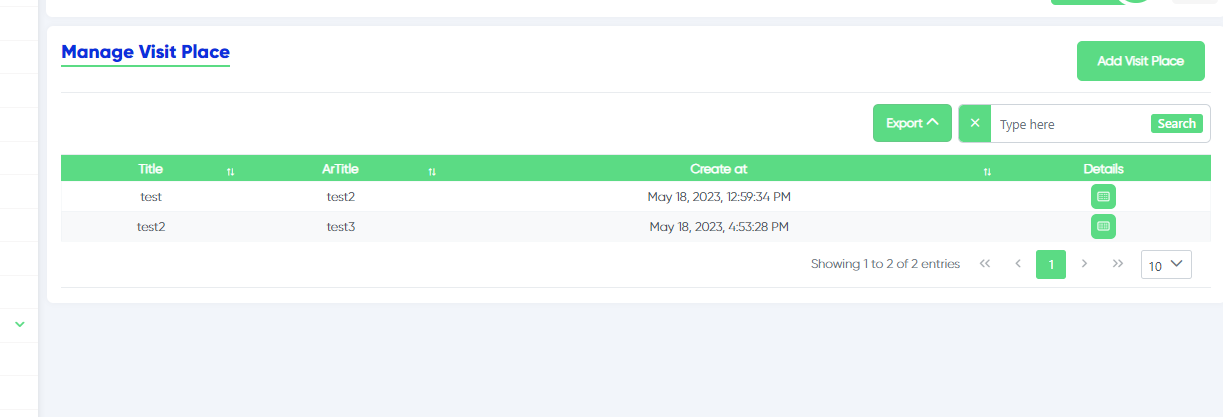 Manage Visit Place
Add Visit Place
Export
Type here
Search
Title ArTitle Create at Details
test test2 May 18, 2023, 12:59:34 PM
test2 test3 May 18, 2023, 4:53:28 PM
Showing 1 to 2 of 2 entries 1 10